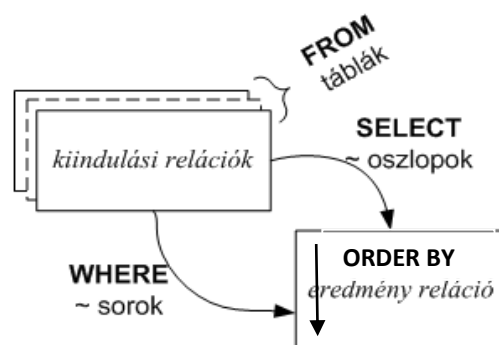 FROM
táblák
kiindulási relációk
SELECT
~ oszlopok
WHERE
~ sorok
ORDER BY
eredmény reláció